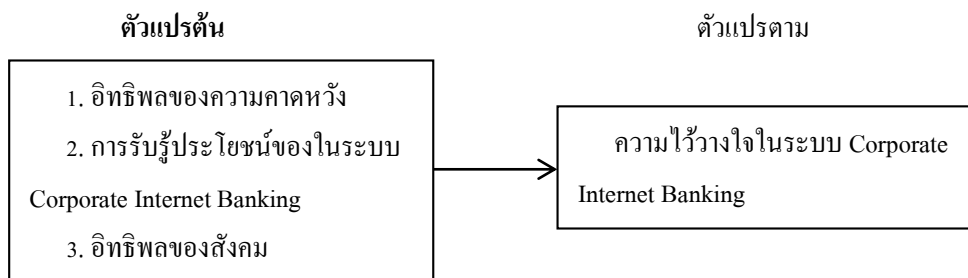 ตัวแปรต้น
ตัวแปรตาม
1. อิทธิพลของความคาดหวัง
2. การรับรู้ประโยชน์ของในระบบ
Corporate Internet Banking
3. อิทธิพลของสังคม
ความไว้วางใจในระบบ Corporate
Internet Banking